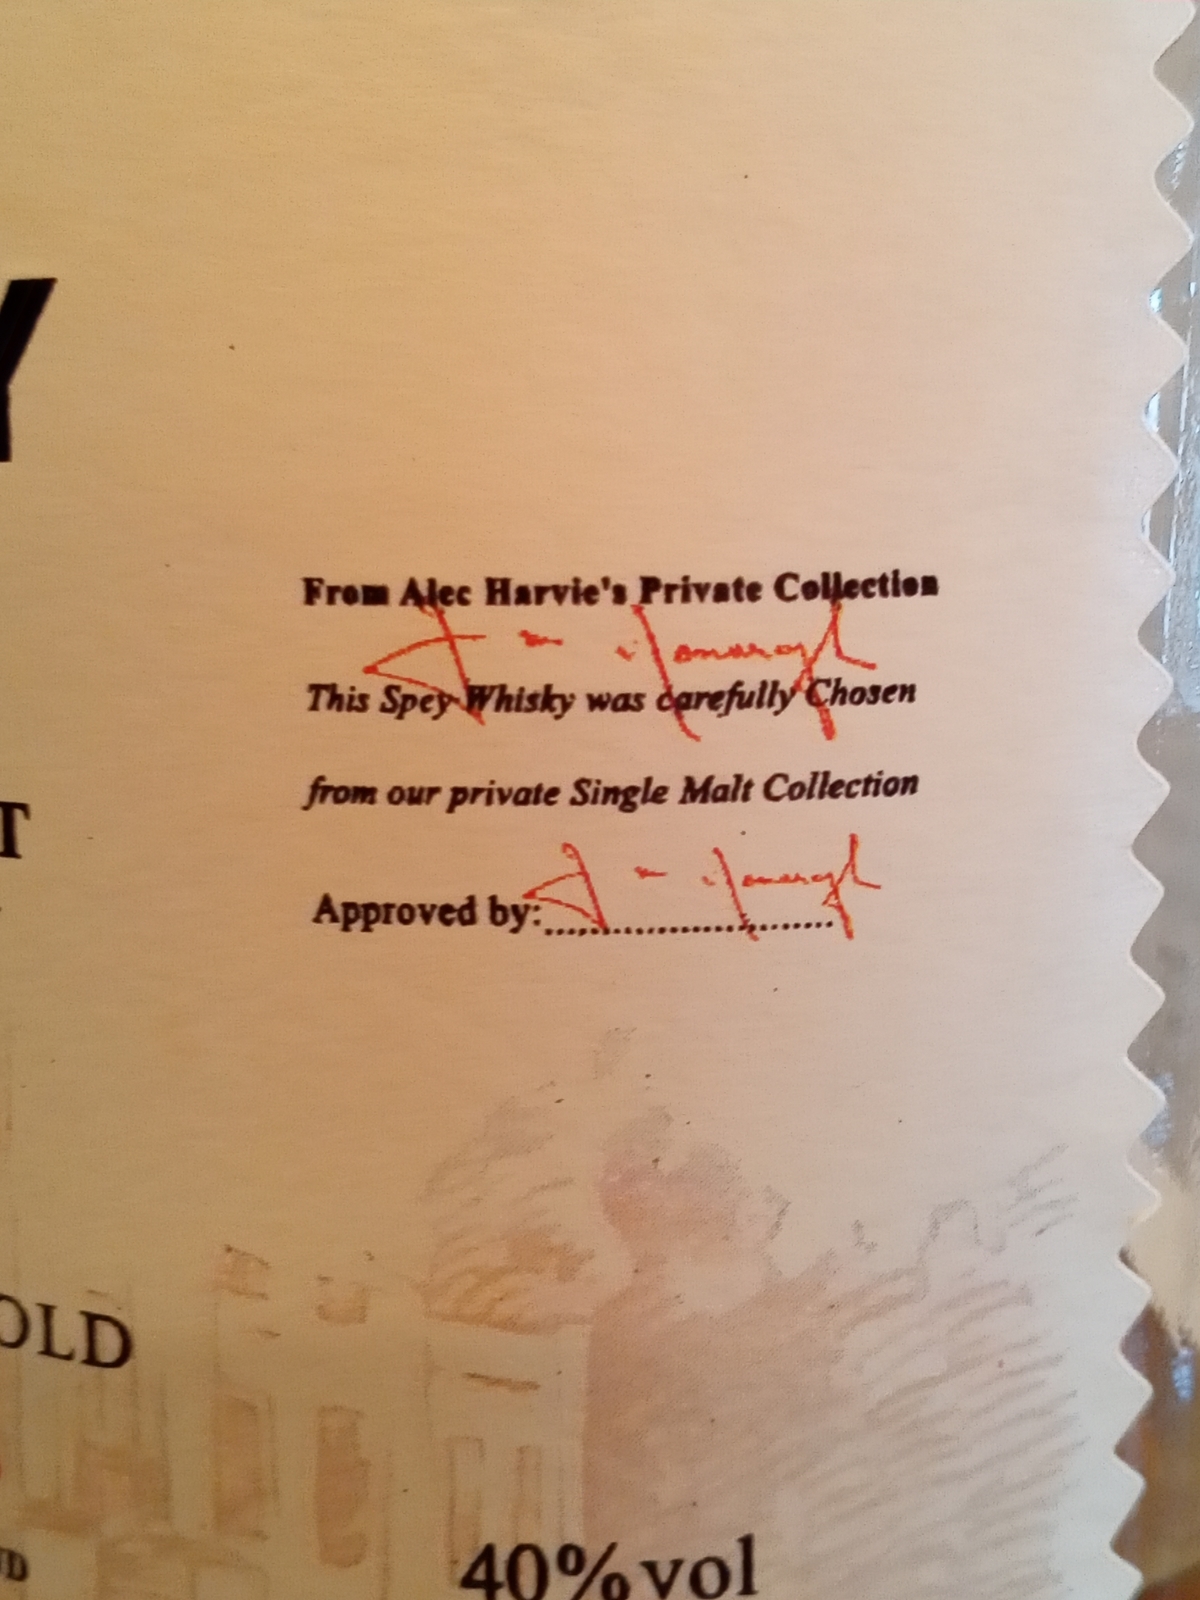 Y
From Alec Harvie's Private Collection
This Spey Whisky was carefully Chosen
from our private Single Malt Collection
T
Approved by:..............................
OLD
40% vol